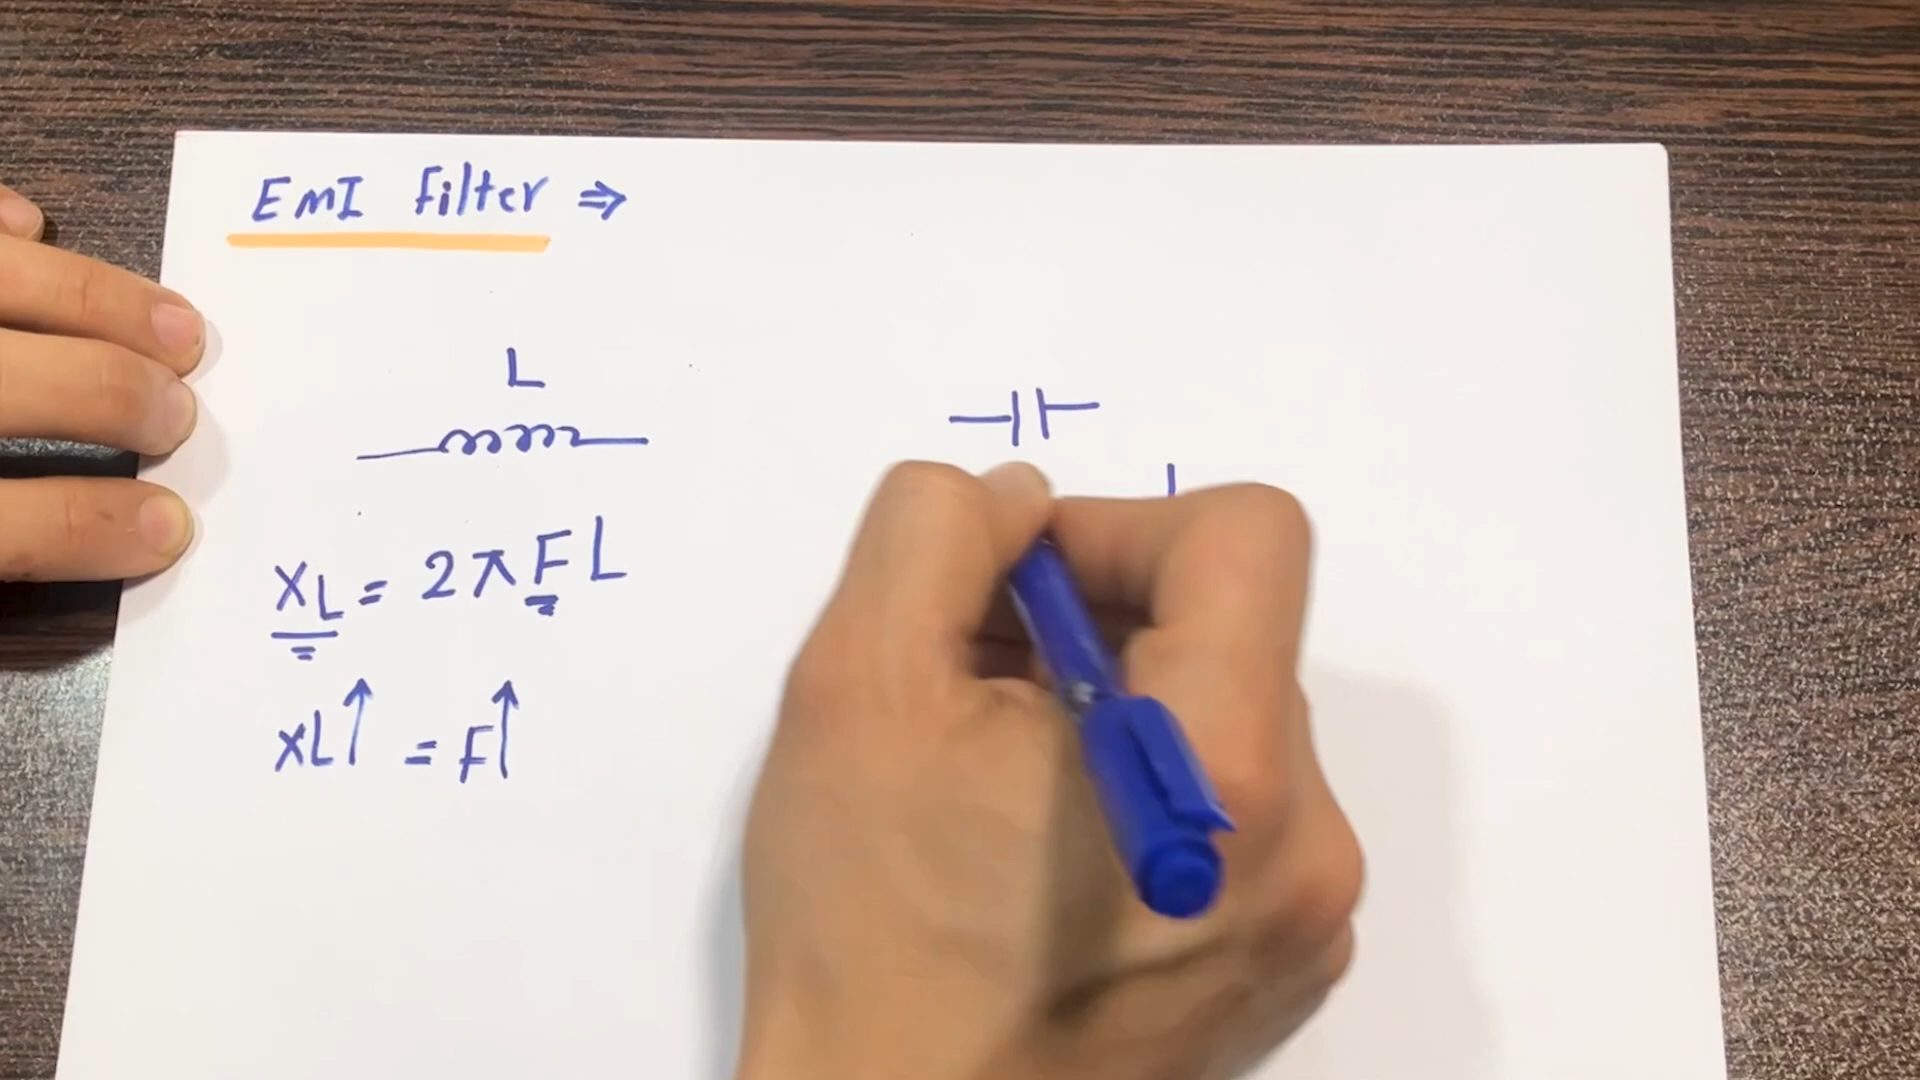 EMI Filter ⇒
L
XL = 2πFL
XL↑ = F↑